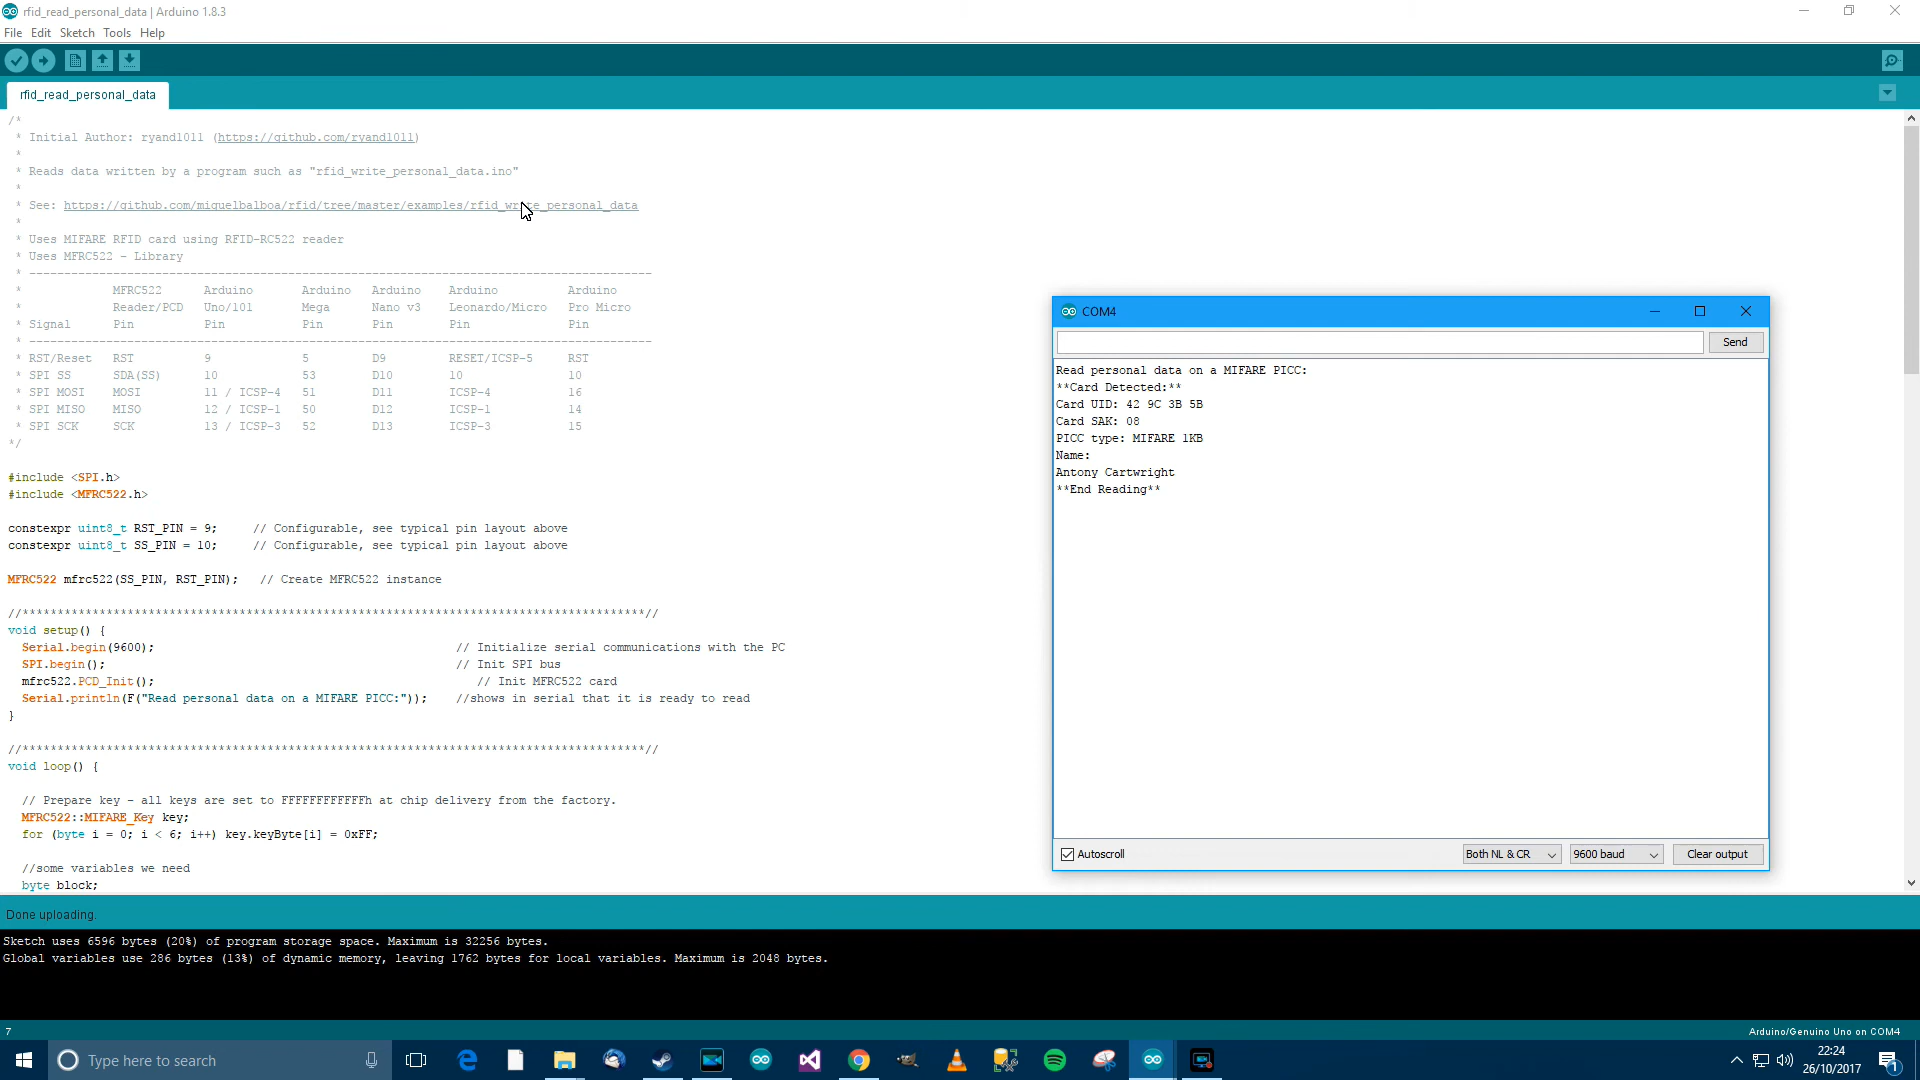 rfid_read_personal_data | Arduino 1.8.3
File Edit Sketch Tools Help
rfid_read_personal_data
/*
 * Initial Author: ryand1011 (https://github.com/ryand1011)
 *
 * Reads data written by a program such as "rfid_write_personal_data.ino"
 *
 * See: https://github.com/miguelbalboa/rfid/tree/master/examples/rfid_write_personal_data
 *
 * Uses MIFARE RFID card using RFID-RC522 reader
 * Uses MFRC522 - Library
 * -----------------------------------------------------------------------------------------
 *             MFRC522      Arduino       Arduino   Arduino    Arduino          Arduino
 *             Reader/PCD   Uno/101       Mega      Nano v3    Leonardo/Micro   Pro Micro
 * Signal      Pin          Pin           Pin       Pin        Pin              Pin
 * -----------------------------------------------------------------------------------------
 * RST/Reset   RST          9             5         D9         RESET/ICSP-5     RST
 * SPI SS      SDA(SS)      10            53        D10        10               10
 * SPI MOSI    MOSI         11 / ICSP-4   51        D11        ICSP-4           16
 * SPI MISO    MISO         12 / ICSP-1   50        D12        ICSP-1           14
 * SPI SCK     SCK          13 / ICSP-3   52        D13        ICSP-3           15
*/
#include <SPI.h>
#include <MFRC522.h>
constexpr uint8_t RST_PIN = 9;     // Configurable, see typical pin layout above
constexpr uint8_t SS_PIN = 10;     // Configurable, see typical pin layout above
MFRC522 mfrc522(SS_PIN, RST_PIN);   // Create MFRC522 instance
//*****************************************************************************************//
void setup() {
  Serial.begin(9600);                                           // Initialize serial communications with the PC
  SPI.begin();                                                  // Init SPI bus
  mfrc522.PCD_Init();                                              // Init MFRC522 card
  Serial.println(F("Read personal data on a MIFARE PICC:"));    //shows in serial that it is ready to read
}
//*****************************************************************************************//
void loop() {
  // Prepare key - all keys are set to FFFFFFFFFFFFh at chip delivery from the factory.
  MFRC522::MIFARE_Key key;
  for (byte i = 0; i < 6; i++) key.keyByte[i] = 0xFF;
  //some variables we need
  byte block;
COM4
Send
Read personal data on a MIFARE PICC:
**Card Detected:**
Card UID: 42 9C 3B 5B
Card SAK: 08
PICC type: MIFARE 1KB
Name:
Antony Cartwright
**End Reading**
Autoscroll Both NL & CR 9600 baud Clear output
Done uploading.
Sketch uses 6596 bytes (20%) of program storage space. Maximum is 32256 bytes.
Global variables use 286 bytes (13%) of dynamic memory, leaving 1762 bytes for local variables. Maximum is 2048 bytes.
7 Arduino/Genuino Uno on COM4
Type here to search
22:24
26/10/2017
1